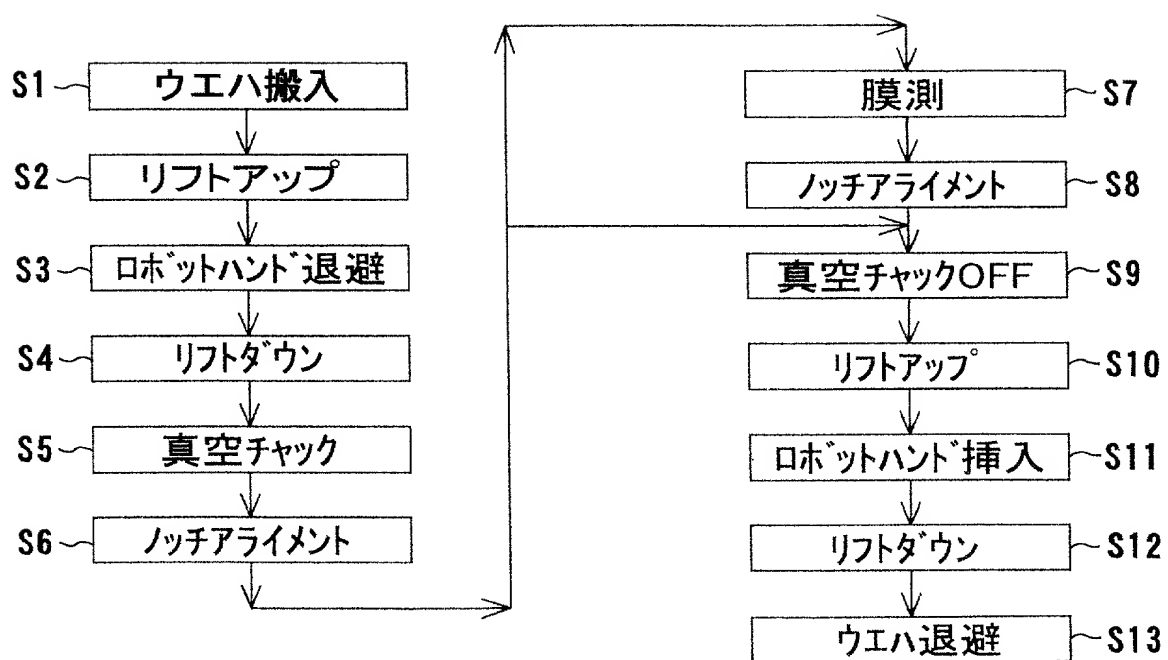 S1 ウエハ搬入
S2 リフトアップ
S3 ロボットハンド退避
S4 リフトダウン
S5 真空チャック
S6 ノッチアライメント
膜測 S7
ノッチアライメント S8
真空チャックOFF S9
リフトアップ S10
ロボットハンド挿入 S11
リフトダウン S12
ウエハ退避 S13